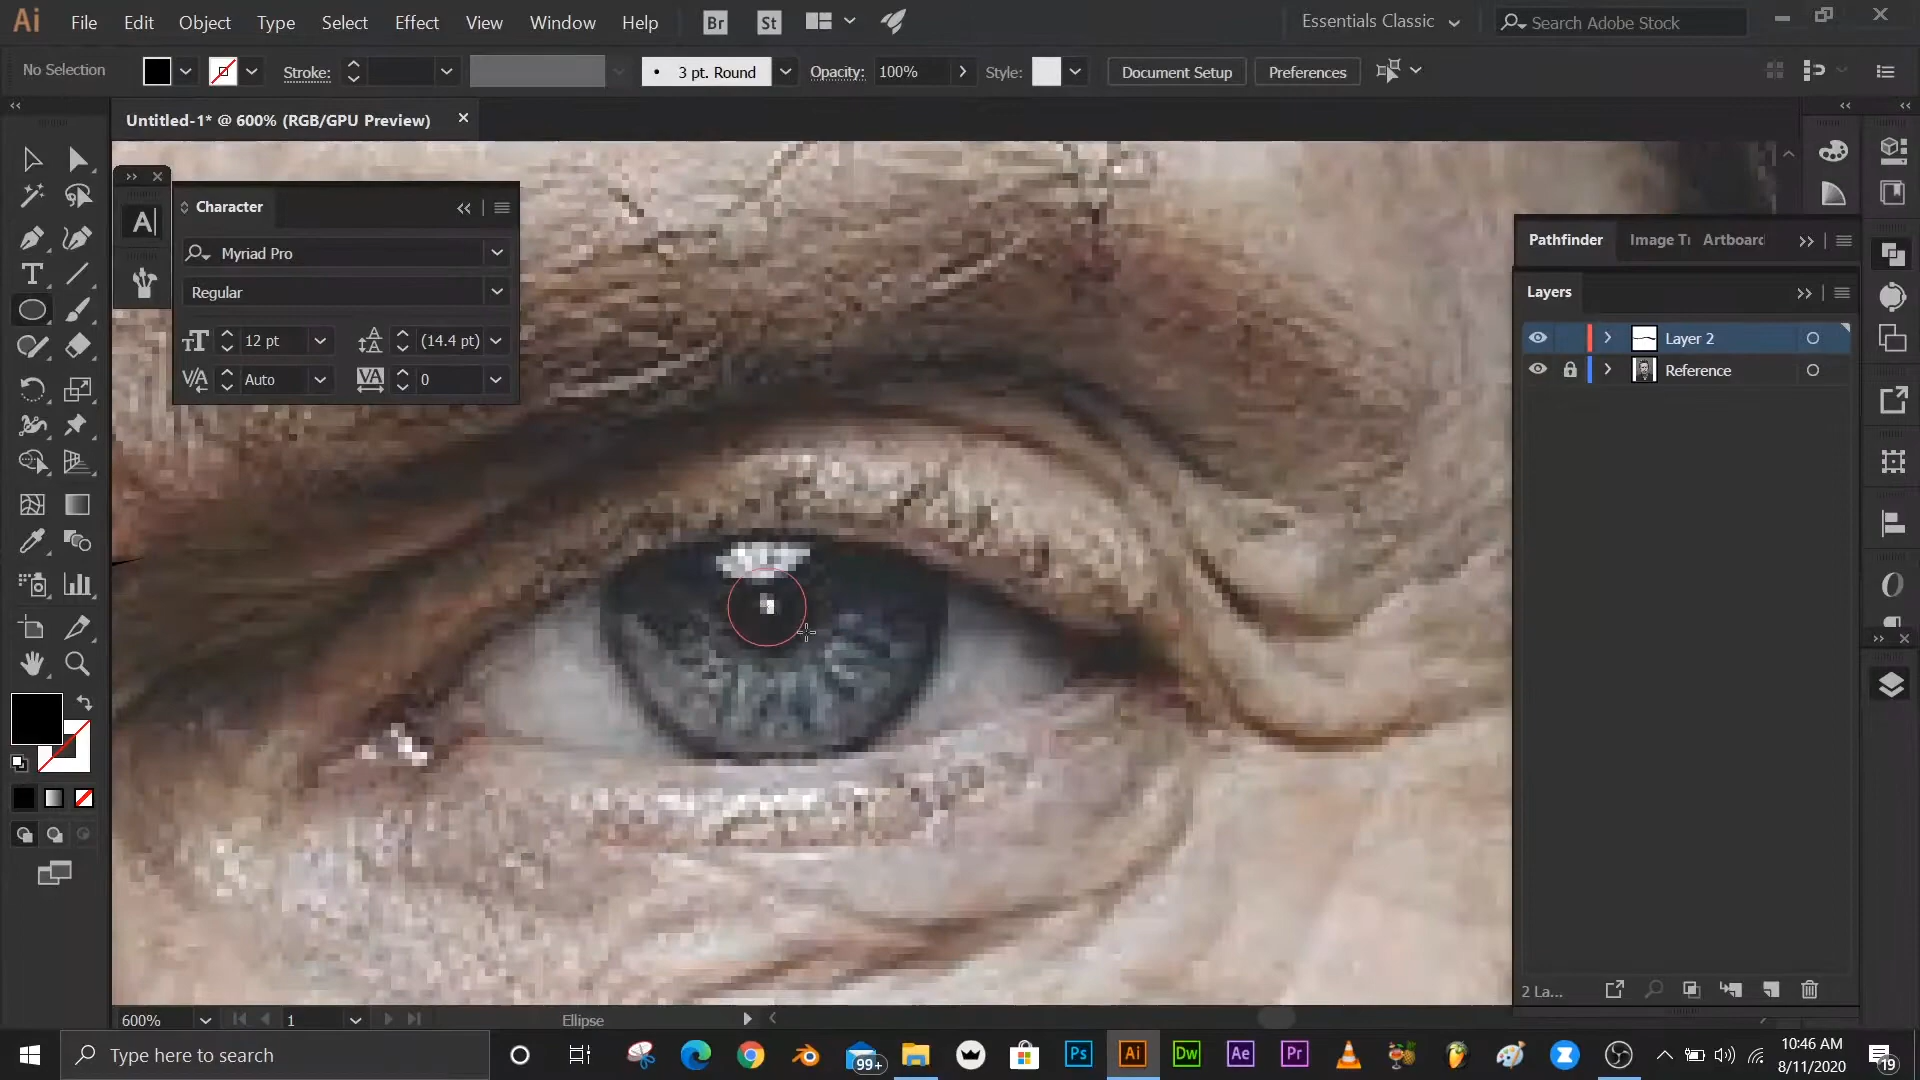 Ai File Edit Type Select Effect View Window Help Br St Essentials Classic Search Adobe Stock
No Selection Stroke: 3 pt. Round Opacity: 100% Style: Document Setup Preferences
Untitled-1* @ 600% (RGB/GPU Preview)
Character
Myriad Pro
Regular
12 pt (14.4 pt)
Auto 0
Pathfinder Image Tr Artboard
Layers
Layer 2
Reference
2 La...
600% 1 Ellipse
Type here to search 99+ Ps Ai Dw Ae Pr 10:46 AM
8/11/2020 19